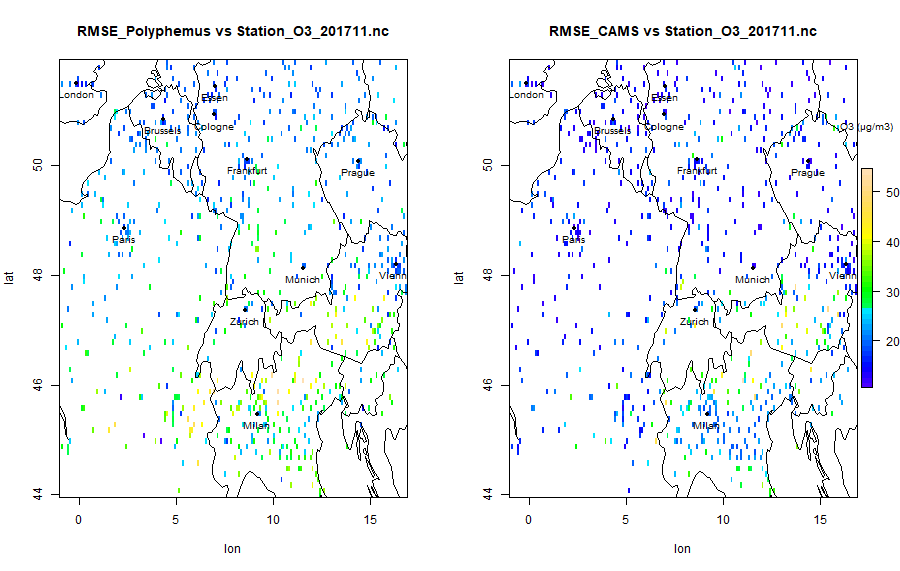 RMSE_Polyphemus vs Station_O3_201711.nc
London
Essen
Brussels
Cologne
Frankfurt
Prague
Paris
Munich
Vienn
Zurich
Milan
44
46
48
50
lat
0
5
10
15
lon
RMSE_CAMS vs Station_O3_201711.nc
London
Essen
Brussels
Cologne
Frankfurt
Prague
Paris
Munich
Vienn
Zurich
Milan
44
46
48
50
lat
0
5
10
15
lon
O3 (µg/m3)
50
40
30
20